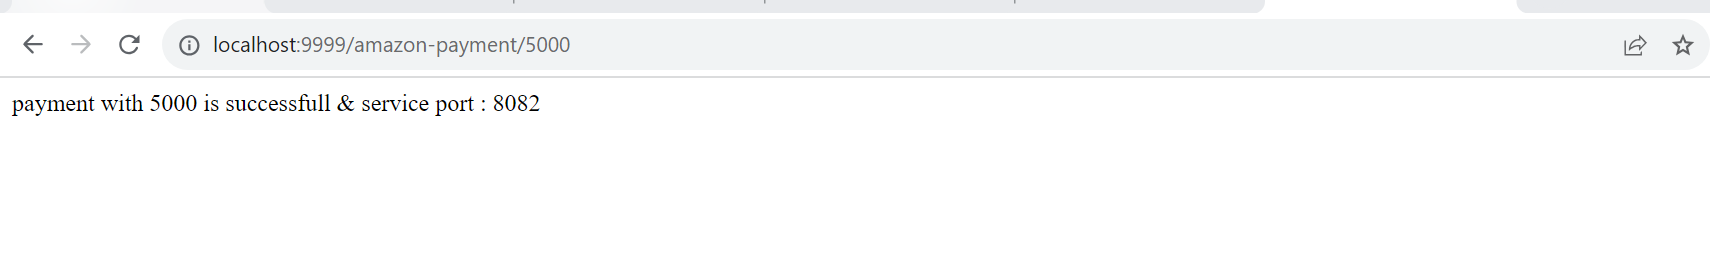 localhost:9999/amazon-payment/5000
payment with 5000 is successfull & service port : 8082